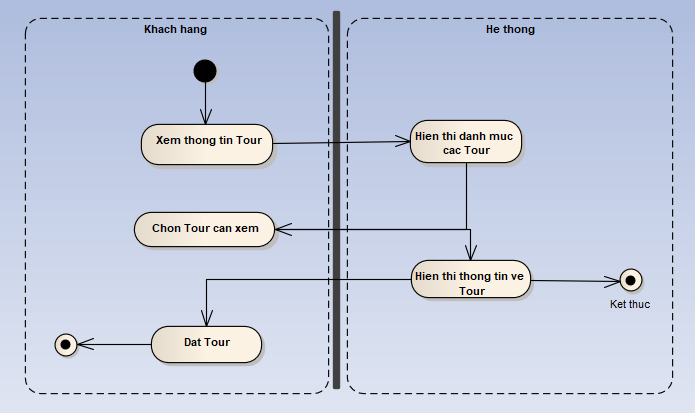 Khach hang
He thong
Xem thong tin Tour
Hien thi danh muc
cac Tour
Chon Tour can xem
Hien thi thong tin ve
Tour
Ket thuc
Dat Tour